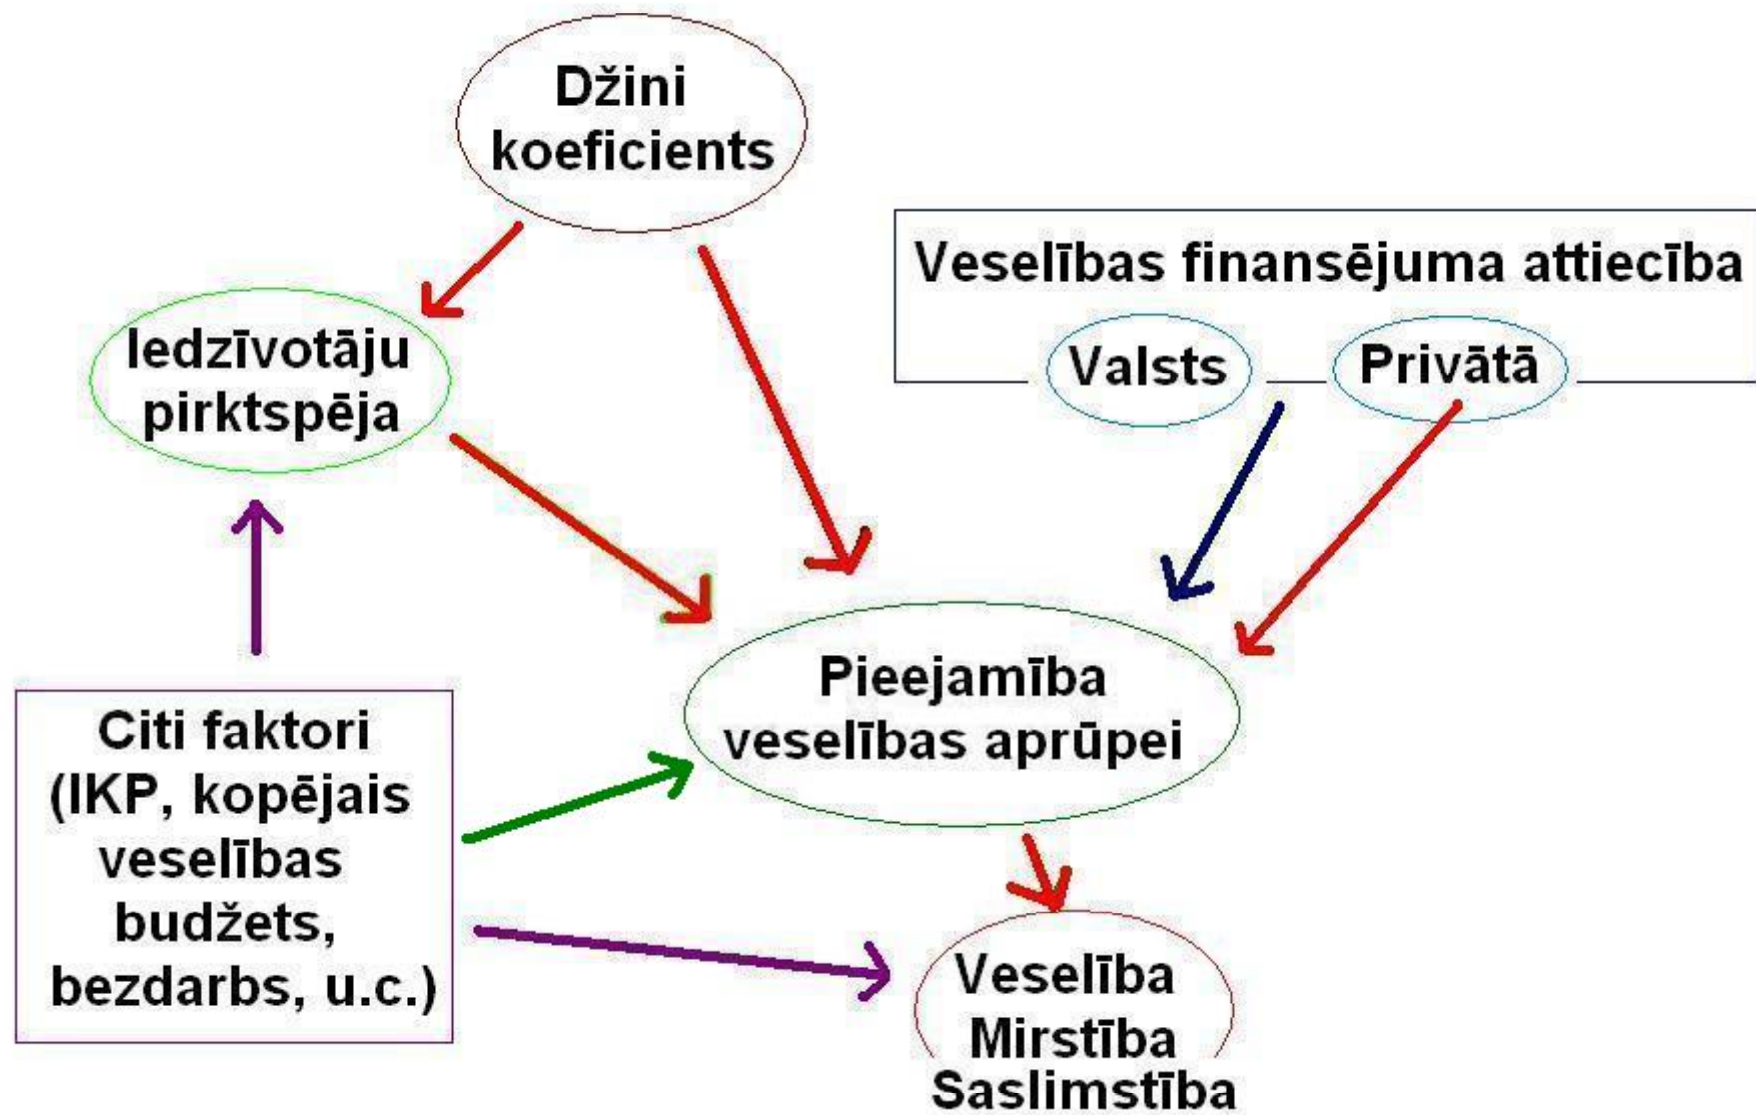 Džini
koeficients
Veselības finansējuma attiecība
Valsts
Privātā
Iedzīvotāju
pirktspēja
Pieejamība
veselības aprūpei
Citi faktori
(IKP, kopējais
veselības
budžets,
bezdarbs, u.c.)
Veselība
Mirstība
Saslimstība